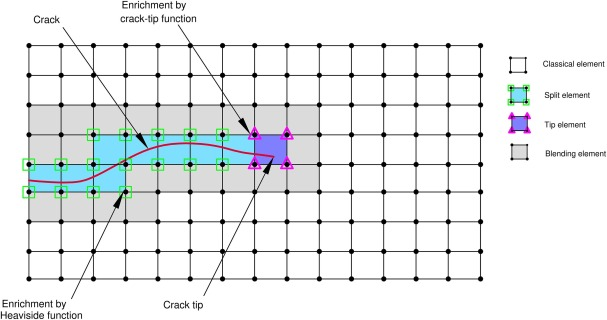 Crack
Enrichment by
crack-tip function
Classical element
Split element
Tip element
Blending element
Enrichment by
Heaviside function
Crack tip